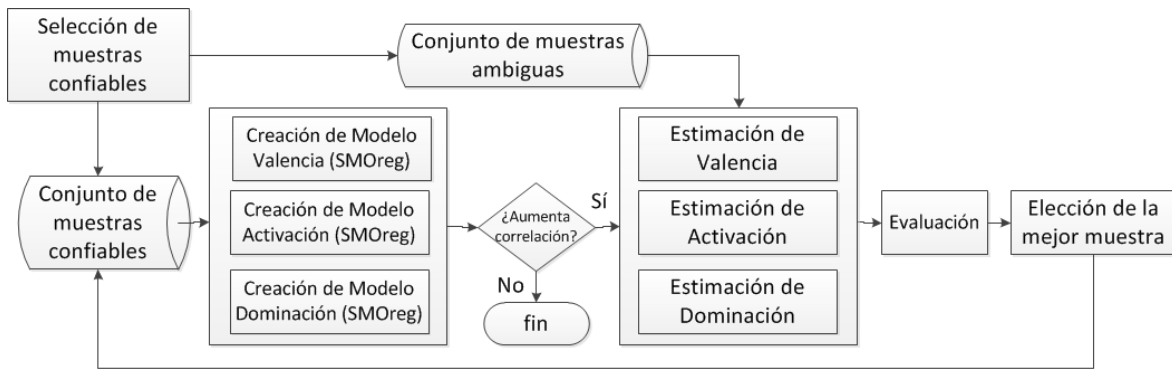 Selección de
muestras
confiables
Conjunto de muestras
ambiguas
Conjunto de
muestras
confiables
Creación de Modelo
Valencia (SMOreg)
Creación de Modelo
Activación (SMOreg)
Creación de Modelo
Dominación (SMOreg)
¿Aumenta
correlación?
Sí
No
fin
Estimación de
Valencia
Estimación de
Activación
Estimación de
Dominación
Evaluación
Elección de la
mejor muestra